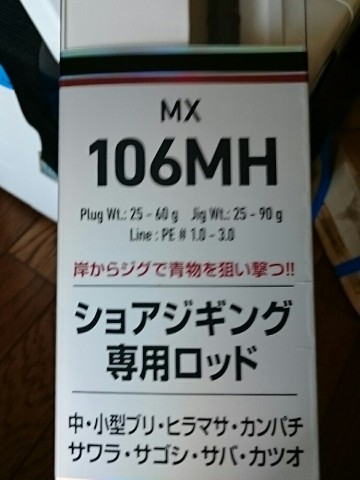 MX
106MH
Plug Wt.: 25 - 60 g Jig Wt.: 25 - 90 g
Line : PE # 1.0 - 3.0
岸からジグで青物を狙い撃つ!!
ショアジギング
専用ロッド
中・小型ブリ・ヒラマサ・カンパチ
サワラ・サゴシ・サバ・カツオ